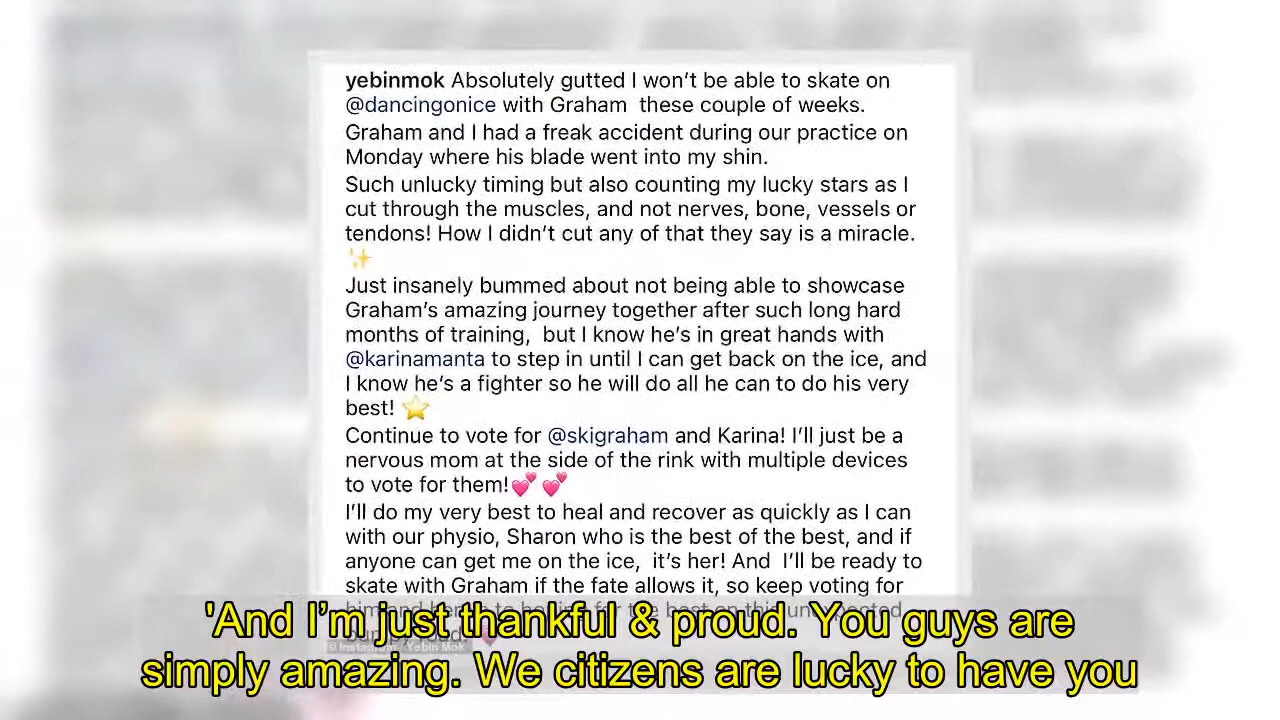 yebinmok Absolutely gutted I won’t be able to skate on
@dancingonice with Graham these couple of weeks.
Graham and I had a freak accident during our practice on
Monday where his blade went into my shin.
Such unlucky timing but also counting my lucky stars as I
cut through the muscles, and not nerves, bone, vessels or
tendons! How I didn’t cut any of that they say is a miracle.
✨
Just insanely bummed about not being able to showcase
Graham’s amazing journey together after such long hard
months of training, but I know he’s in great hands with
@karinamanta to step in until I can get back on the ice, and
I know he’s a fighter so he will do all he can to do his very
best! ⭐
Continue to vote for @skigraham and Karina! I’ll just be a
nervous mom at the side of the rink with multiple devices
to vote for them!💕 💕
I’ll do my very best to heal and recover as quickly as I can
with our physio, Sharon who is the best of the best, and if
anyone can get me on the ice, it’s her! And I’ll be ready to
skate with Graham if the fate allows it, so keep voting for
© Instagram / Yebin Mok
'And I’m just thankful & proud. You guys are
simply amazing. We citizens are lucky to have you